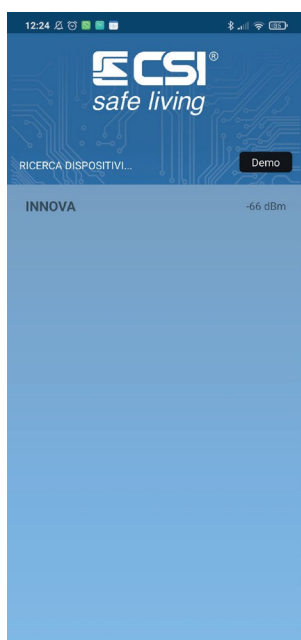 12:24
CSI®
safe living
RICERCA DISPOSITIVI...
Demo
INNOVA
-66 dBm